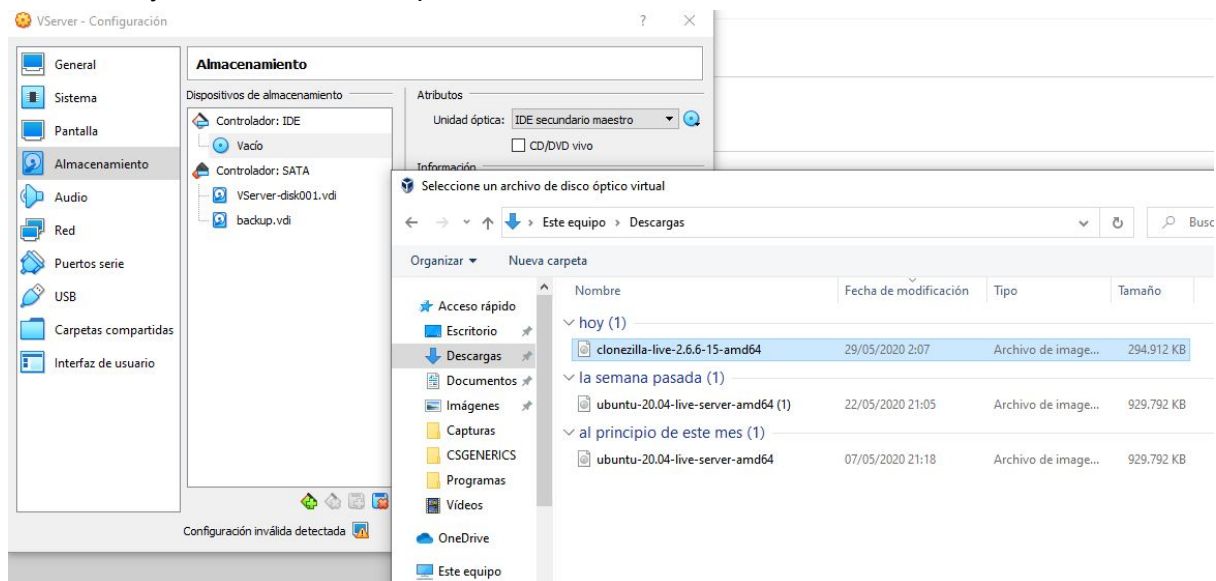 VServer - Configuración
?
General
Sistema
Pantalla
Almacenamiento
Audio
Red
Puertos serie
USB
Carpetas compartidas
Interfaz de usuario
Almacenamiento
Dispositivos de almacenamiento
Controlador: IDE
Vacío
Controlador: SATA
VServer-disk001.vdi
backup.vdi
Atributos
Unidad óptica: IDE secundario maestro
CD/DVD vivo
Información
Configuración inválida detectada
Seleccione un archivo de disco óptico virtual
Este equipo > Descargas
Busc
Organizar Nueva carpeta
Acceso rápido
Escritorio
Descargas
Documentos
Imágenes
Capturas
CSGENERICS
Programas
Vídeos
OneDrive
Este equipo
Nombre Fecha de modificación Tipo Tamaño
hoy (1)
clonezilla-live-2.6.6-15-amd64 29/05/2020 2:07 Archivo de image... 294.912 KB
la semana pasada (1)
ubuntu-20.04-live-server-amd64 (1) 22/05/2020 21:05 Archivo de image... 929.792 KB
al principio de este mes (1)
ubuntu-20.04-live-server-amd64 07/05/2020 21:18 Archivo de image... 929.792 KB